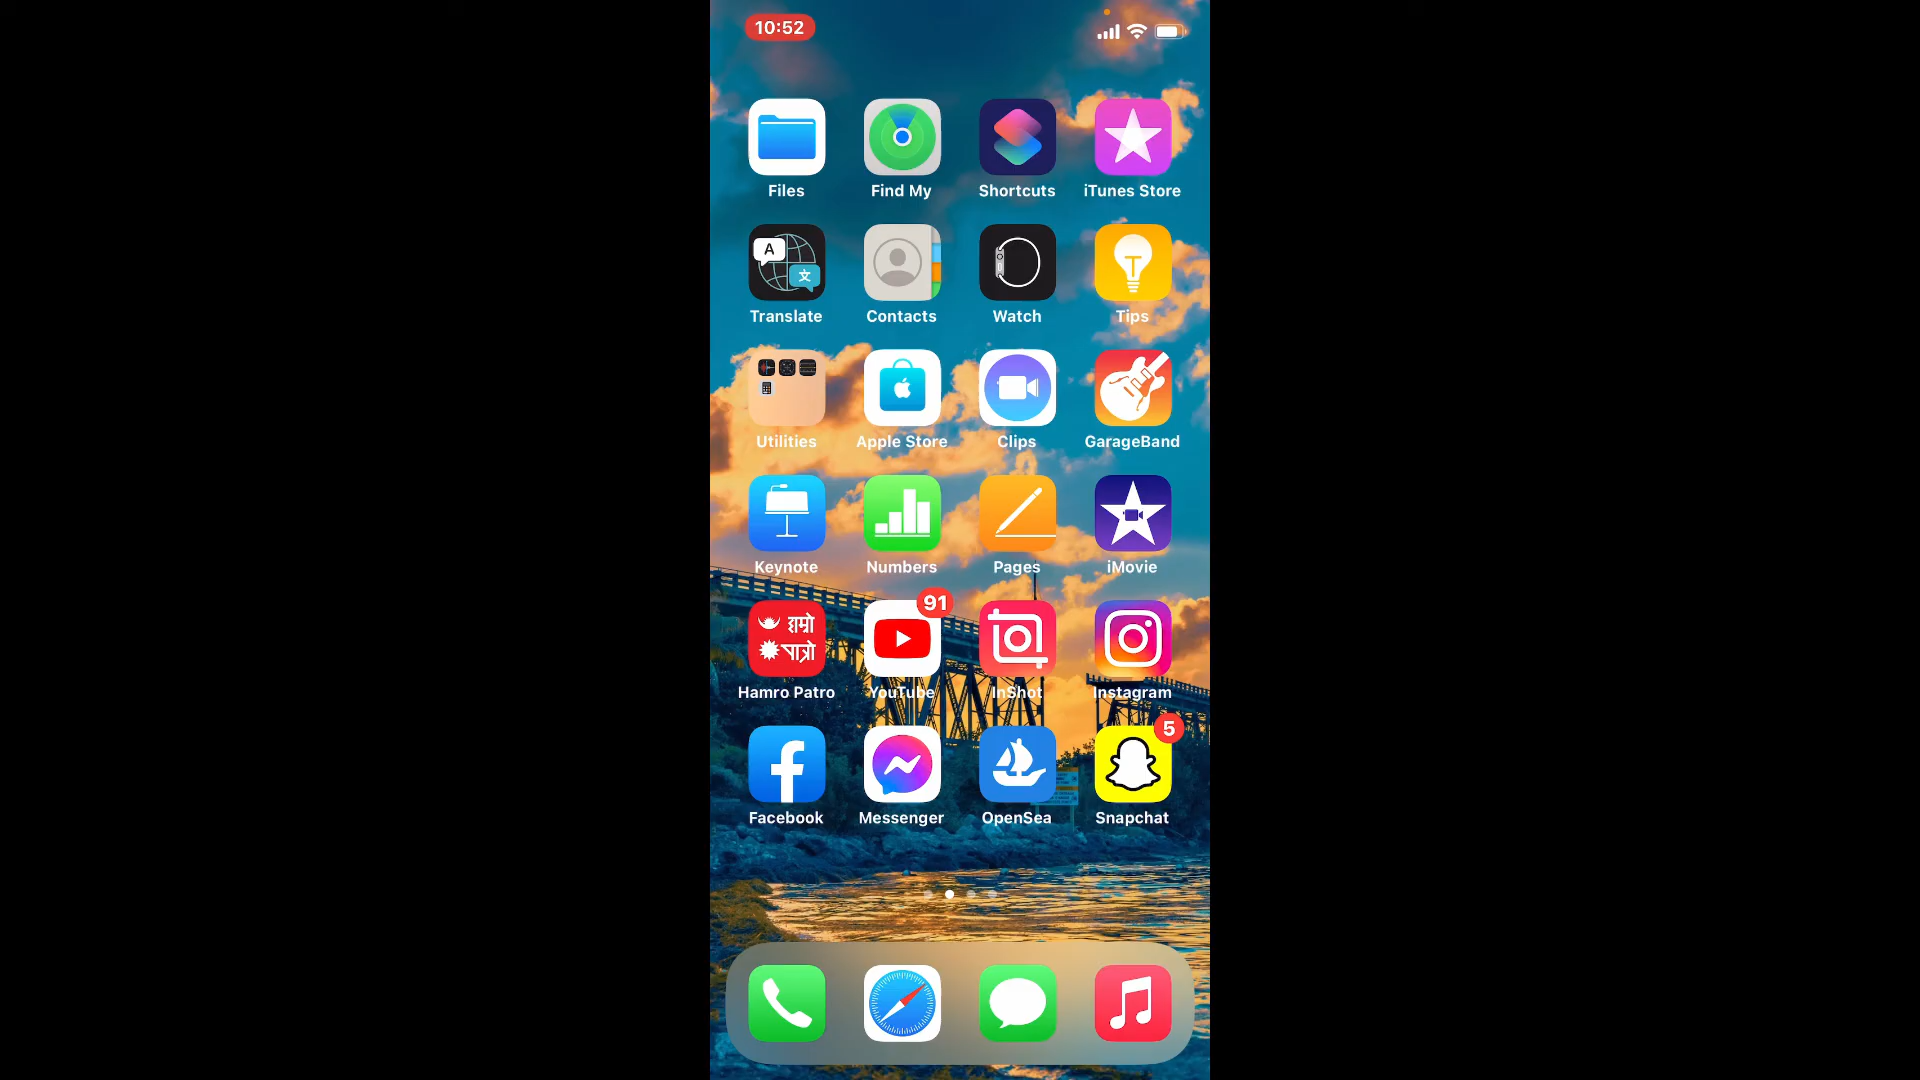 10:52
Files Find My Shortcuts iTunes Store
A 文
Translate Contacts Watch Tips
Utilities Apple Store Clips GarageBand
Keynote Numbers Pages iMovie
91
हाम्रो
पात्रो
Hamro Patro YouTube InShot Instagram
5
Facebook Messenger OpenSea Snapchat